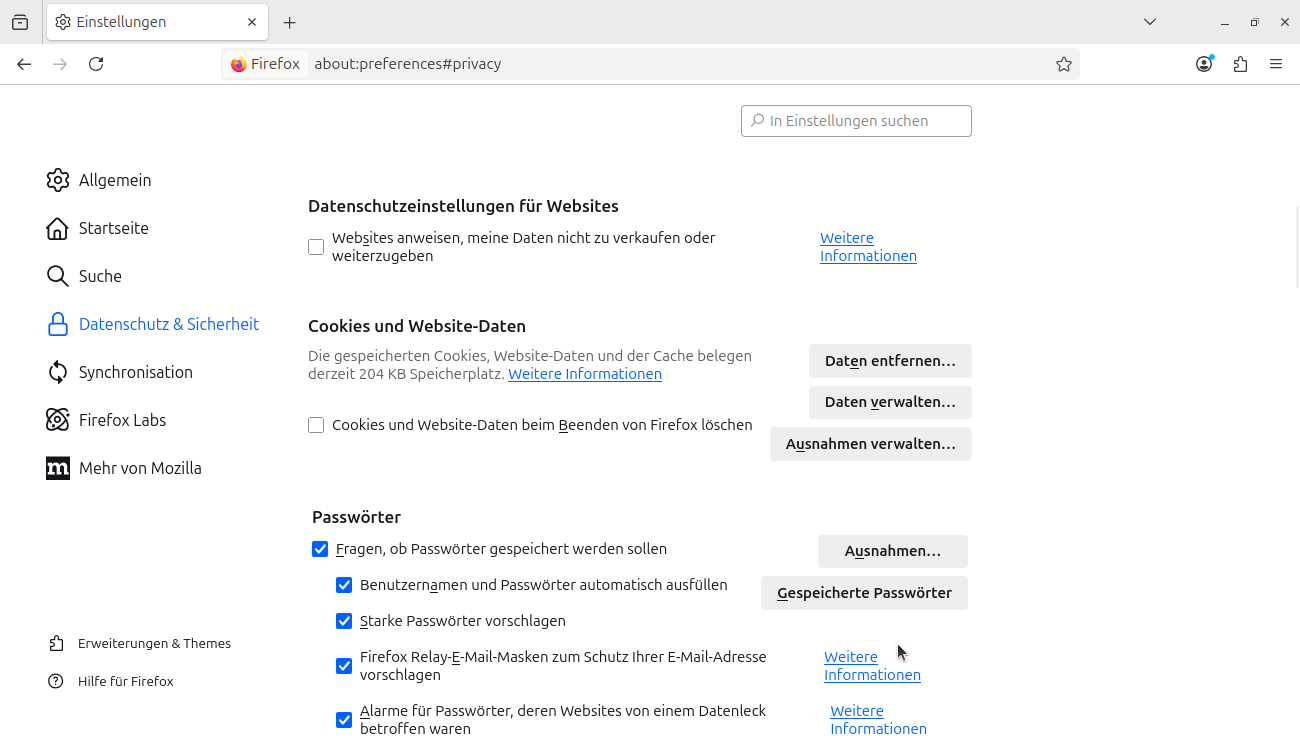 Einstellungen
Firefox
about:preferences#privacy
In Einstellungen suchen
Allgemein
Startseite
Suche
Datenschutz & Sicherheit
Synchronisation
Firefox Labs
Mehr von Mozilla
Erweiterungen & Themes
Hilfe für Firefox
Datenschutzeinstellungen für Websites
Websites anweisen, meine Daten nicht zu verkaufen oder
weiterzugeben
Weitere
Informationen
Cookies und Website-Daten
Die gespeicherten Cookies, Website-Daten und der Cache belegen
derzeit 204 KB Speicherplatz. Weitere Informationen
Daten entfernen…
Daten verwalten…
Cookies und Website-Daten beim Beenden von Firefox löschen
Ausnahmen verwalten…
Passwörter
Fragen, ob Passwörter gespeichert werden sollen
Ausnahmen…
Benutzernamen und Passwörter automatisch ausfüllen
Gespeicherte Passwörter
Starke Passwörter vorschlagen
Firefox Relay-E-Mail-Masken zum Schutz Ihrer E-Mail-Adresse
vorschlagen
Weitere
Informationen
Alarme für Passwörter, deren Websites von einem Datenleck
betroffen waren
Weitere
Informationen